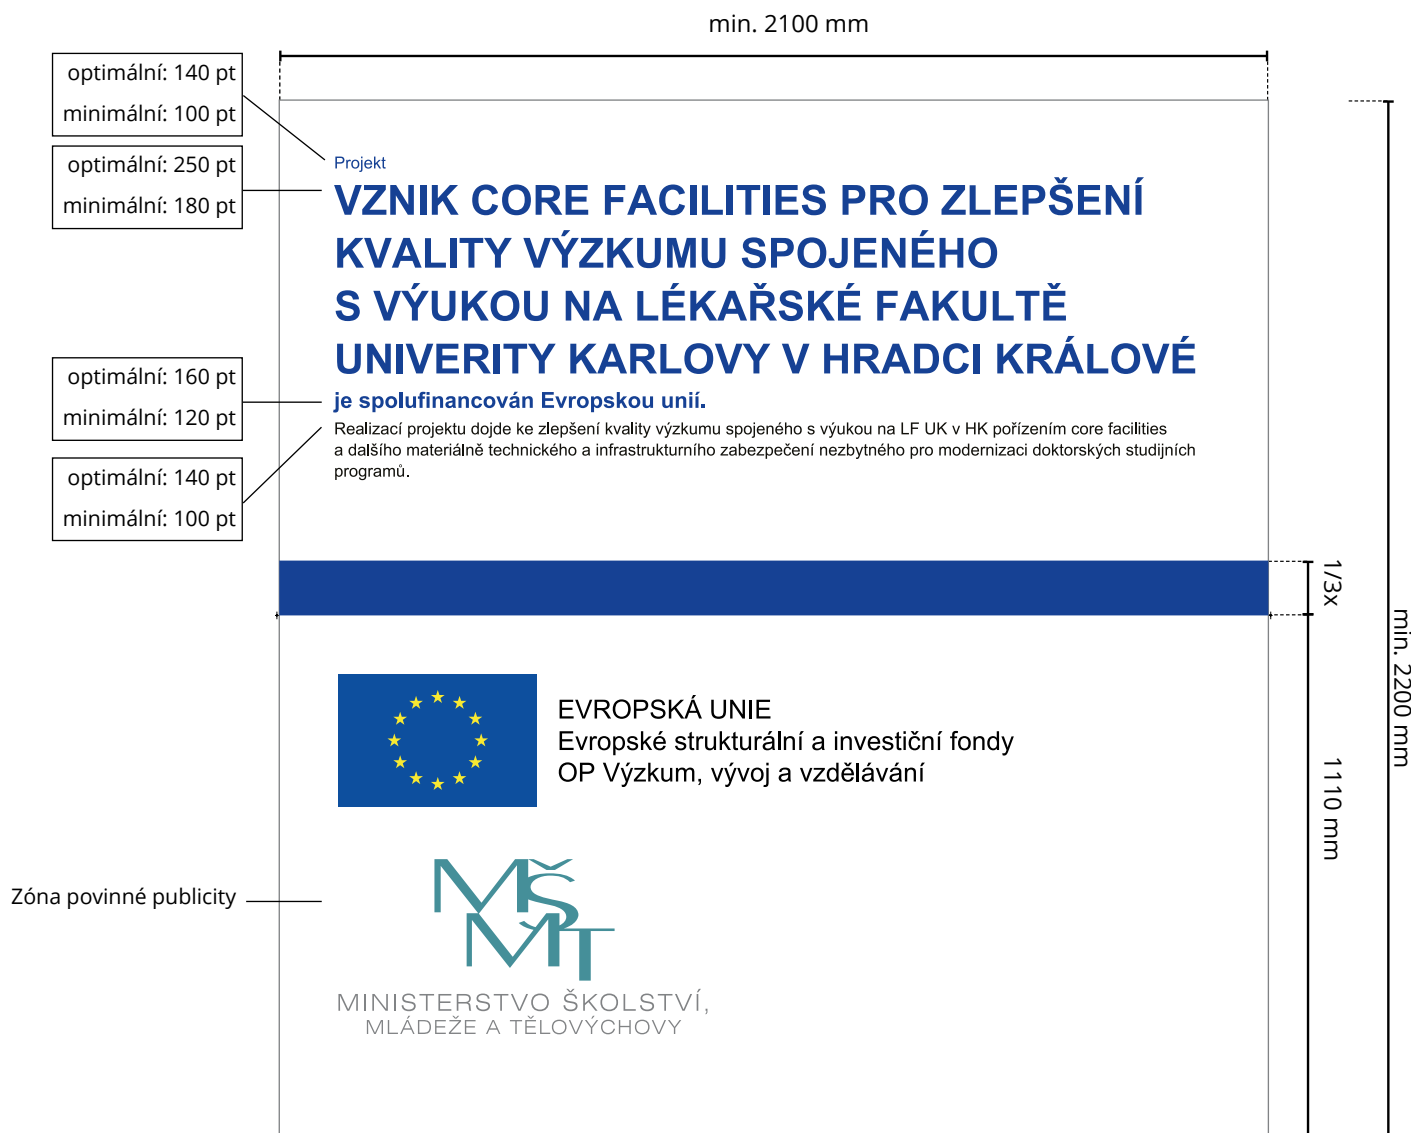 min. 2100 mm
optimální: 140 pt
minimální: 100 pt
optimální: 250 pt
minimální: 180 pt
Projekt
VZNIK CORE FACILITIES PRO ZLEPŠENÍ
KVALITY VÝZKUMU SPOJENÉHO
S VÝUKOU NA LÉKAŘSKÉ FAKULTĚ
UNIVERITY KARLOVY V HRADCI KRÁLOVÉ
optimální: 160 pt
minimální: 120 pt
je spolufinancován Evropskou unií.
Realizací projektu dojde ke zlepšení kvality výzkumu spojeného s výukou na LF UK v HK pořízením core facilities
a dalšího materiálně technického a infrastrukturního zabezpečení nezbytného pro modernizaci doktorských studijních
programů.
optimální: 140 pt
minimální: 100 pt
1/3x
min. 2200 mm
EVROPSKÁ UNIE
Evropské strukturální a investiční fondy
OP Výzkum, vývoj a vzdělávání
1110 mm
Zóna povinné publicity
MŠ
MT
MINISTERSTVO ŠKOLSTVÍ,
MLÁDEŽE A TĚLOVÝCHOVY